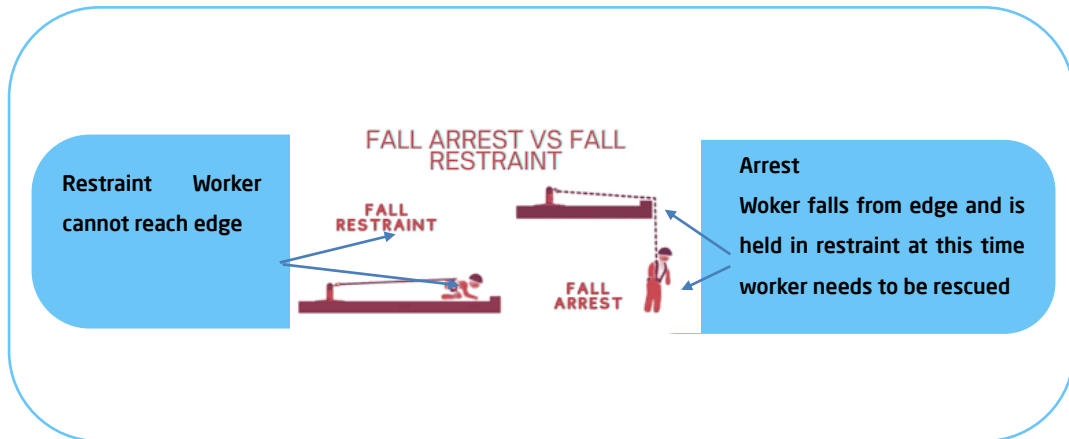 FALL ARREST VS FALL
RESTRAINT
Restraint Worker
cannot reach edge
FALL
RESTRAINT
FALL
ARREST
Arrest
Woker falls from edge and is
held in restraint at this time
worker needs to be rescued